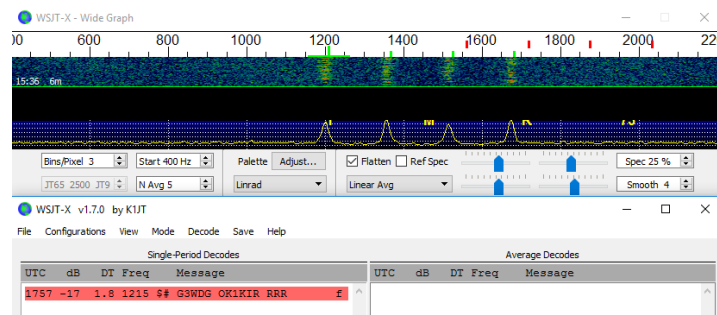 WSJT-X - Wide Graph
00 600 800 1000 1200 1400 1600 1800 2000 22
15:36 6m
T M R 73
Bins/Pixel 3 Start 400 Hz Palette Adjust... Flatten Ref Spec Spec 25 %
JT65 2500 JT9 N Avg 5 Linrad Linear Avg Smooth 4
WSJT-X v1.7.0 by K1JT
File Configurations View Mode Decode Save Help
Single-Period Decodes Average Decodes
UTC dB DT Freq Message UTC dB DT Freq Message
1757 -17 1.8 1215 $# G3WDG OK1KIR RRR f